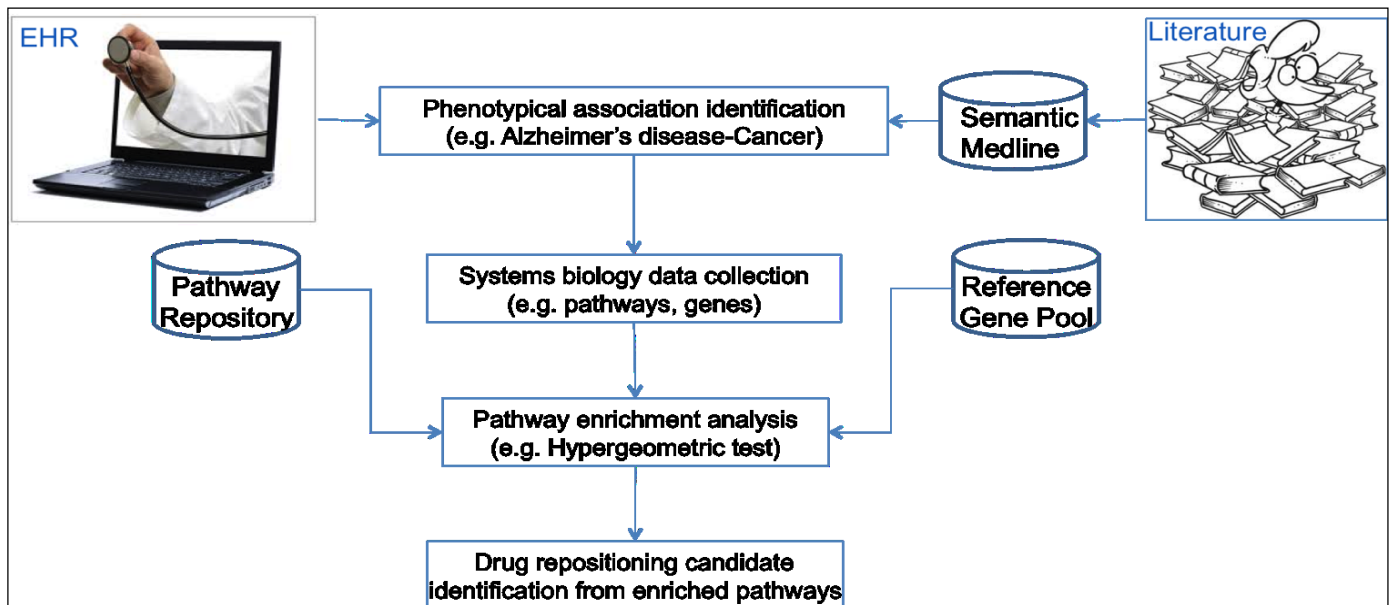 EHR
Literature
Phenotypical association identification
(e.g. Alzheimer's disease-Cancer)
Semantic
Medline
Pathway
Repository
Systems biology data collection
(e.g. pathways, genes)
Reference
Gene Pool
Pathway enrichment analysis
(e.g. Hypergeometric test)
Drug repositioning candidate
identification from enriched pathways